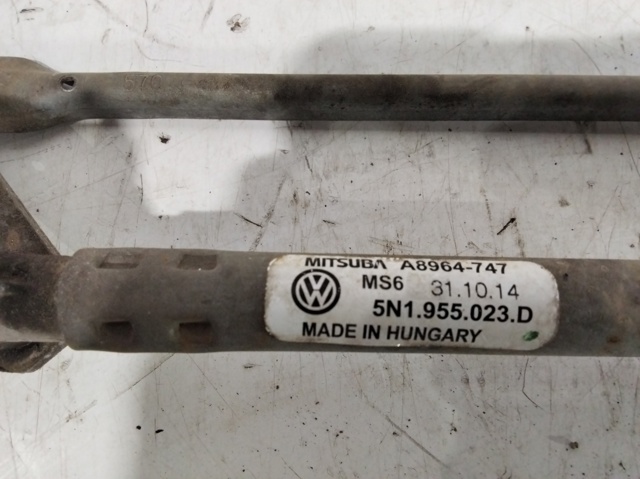 MITSUBA A8964-747
MS6 31.10.14
5N1.955.023.D
MADE IN HUNGARY